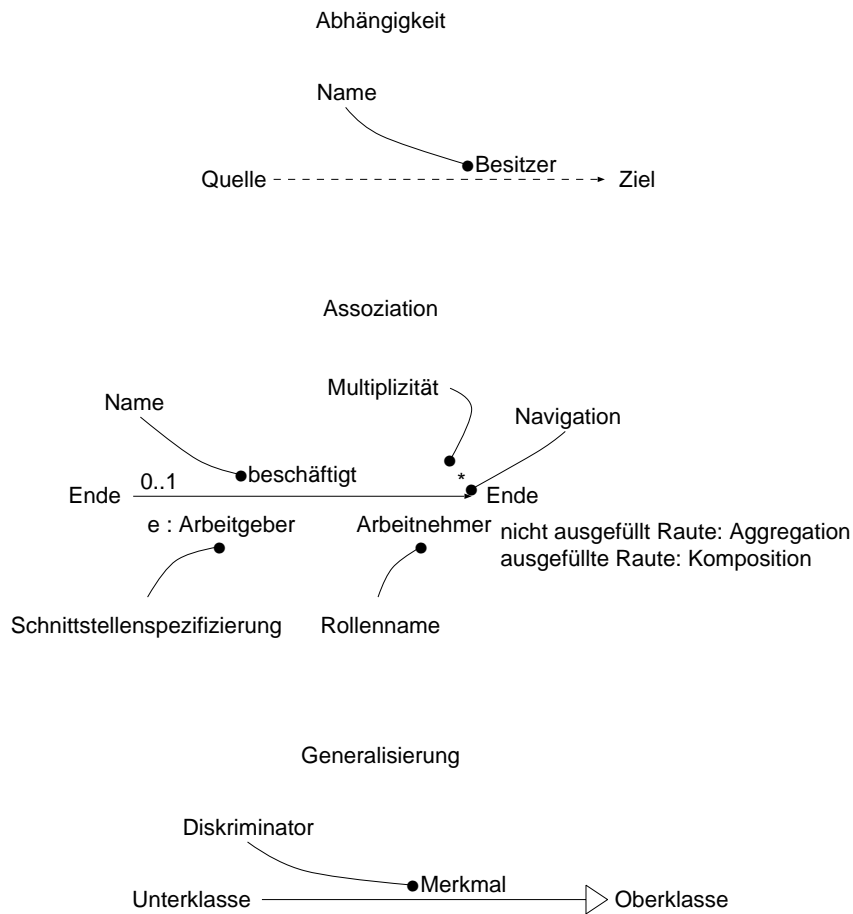 Abhängigkeit
Name
Besitzer
Quelle
Ziel
Assoziation
Multiplizität
Name
Navigation
0..1
beschäftigt
*
Ende
Ende
e : Arbeitgeber
Arbeitnehmer
nicht ausgefüllt Raute: Aggregation
ausgefüllte Raute: Komposition
Schnittstellenspezifizierung
Rollenname
Generalisierung
Diskriminator
Merkmal
Unterklasse
Oberklasse